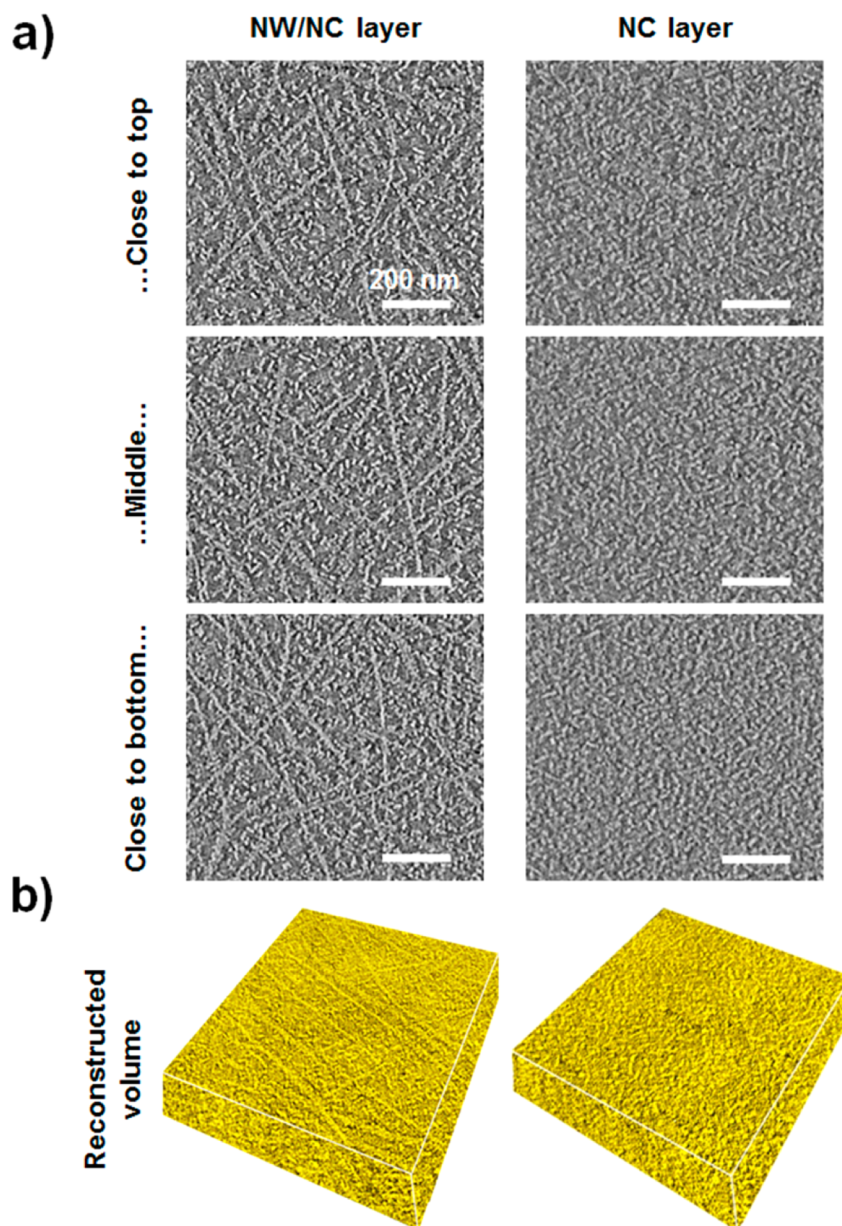 a)
NW/NC layer
NC layer
...Close to top
200 nm
...Middle...
Close to bottom...
b)
Reconstructed
volume